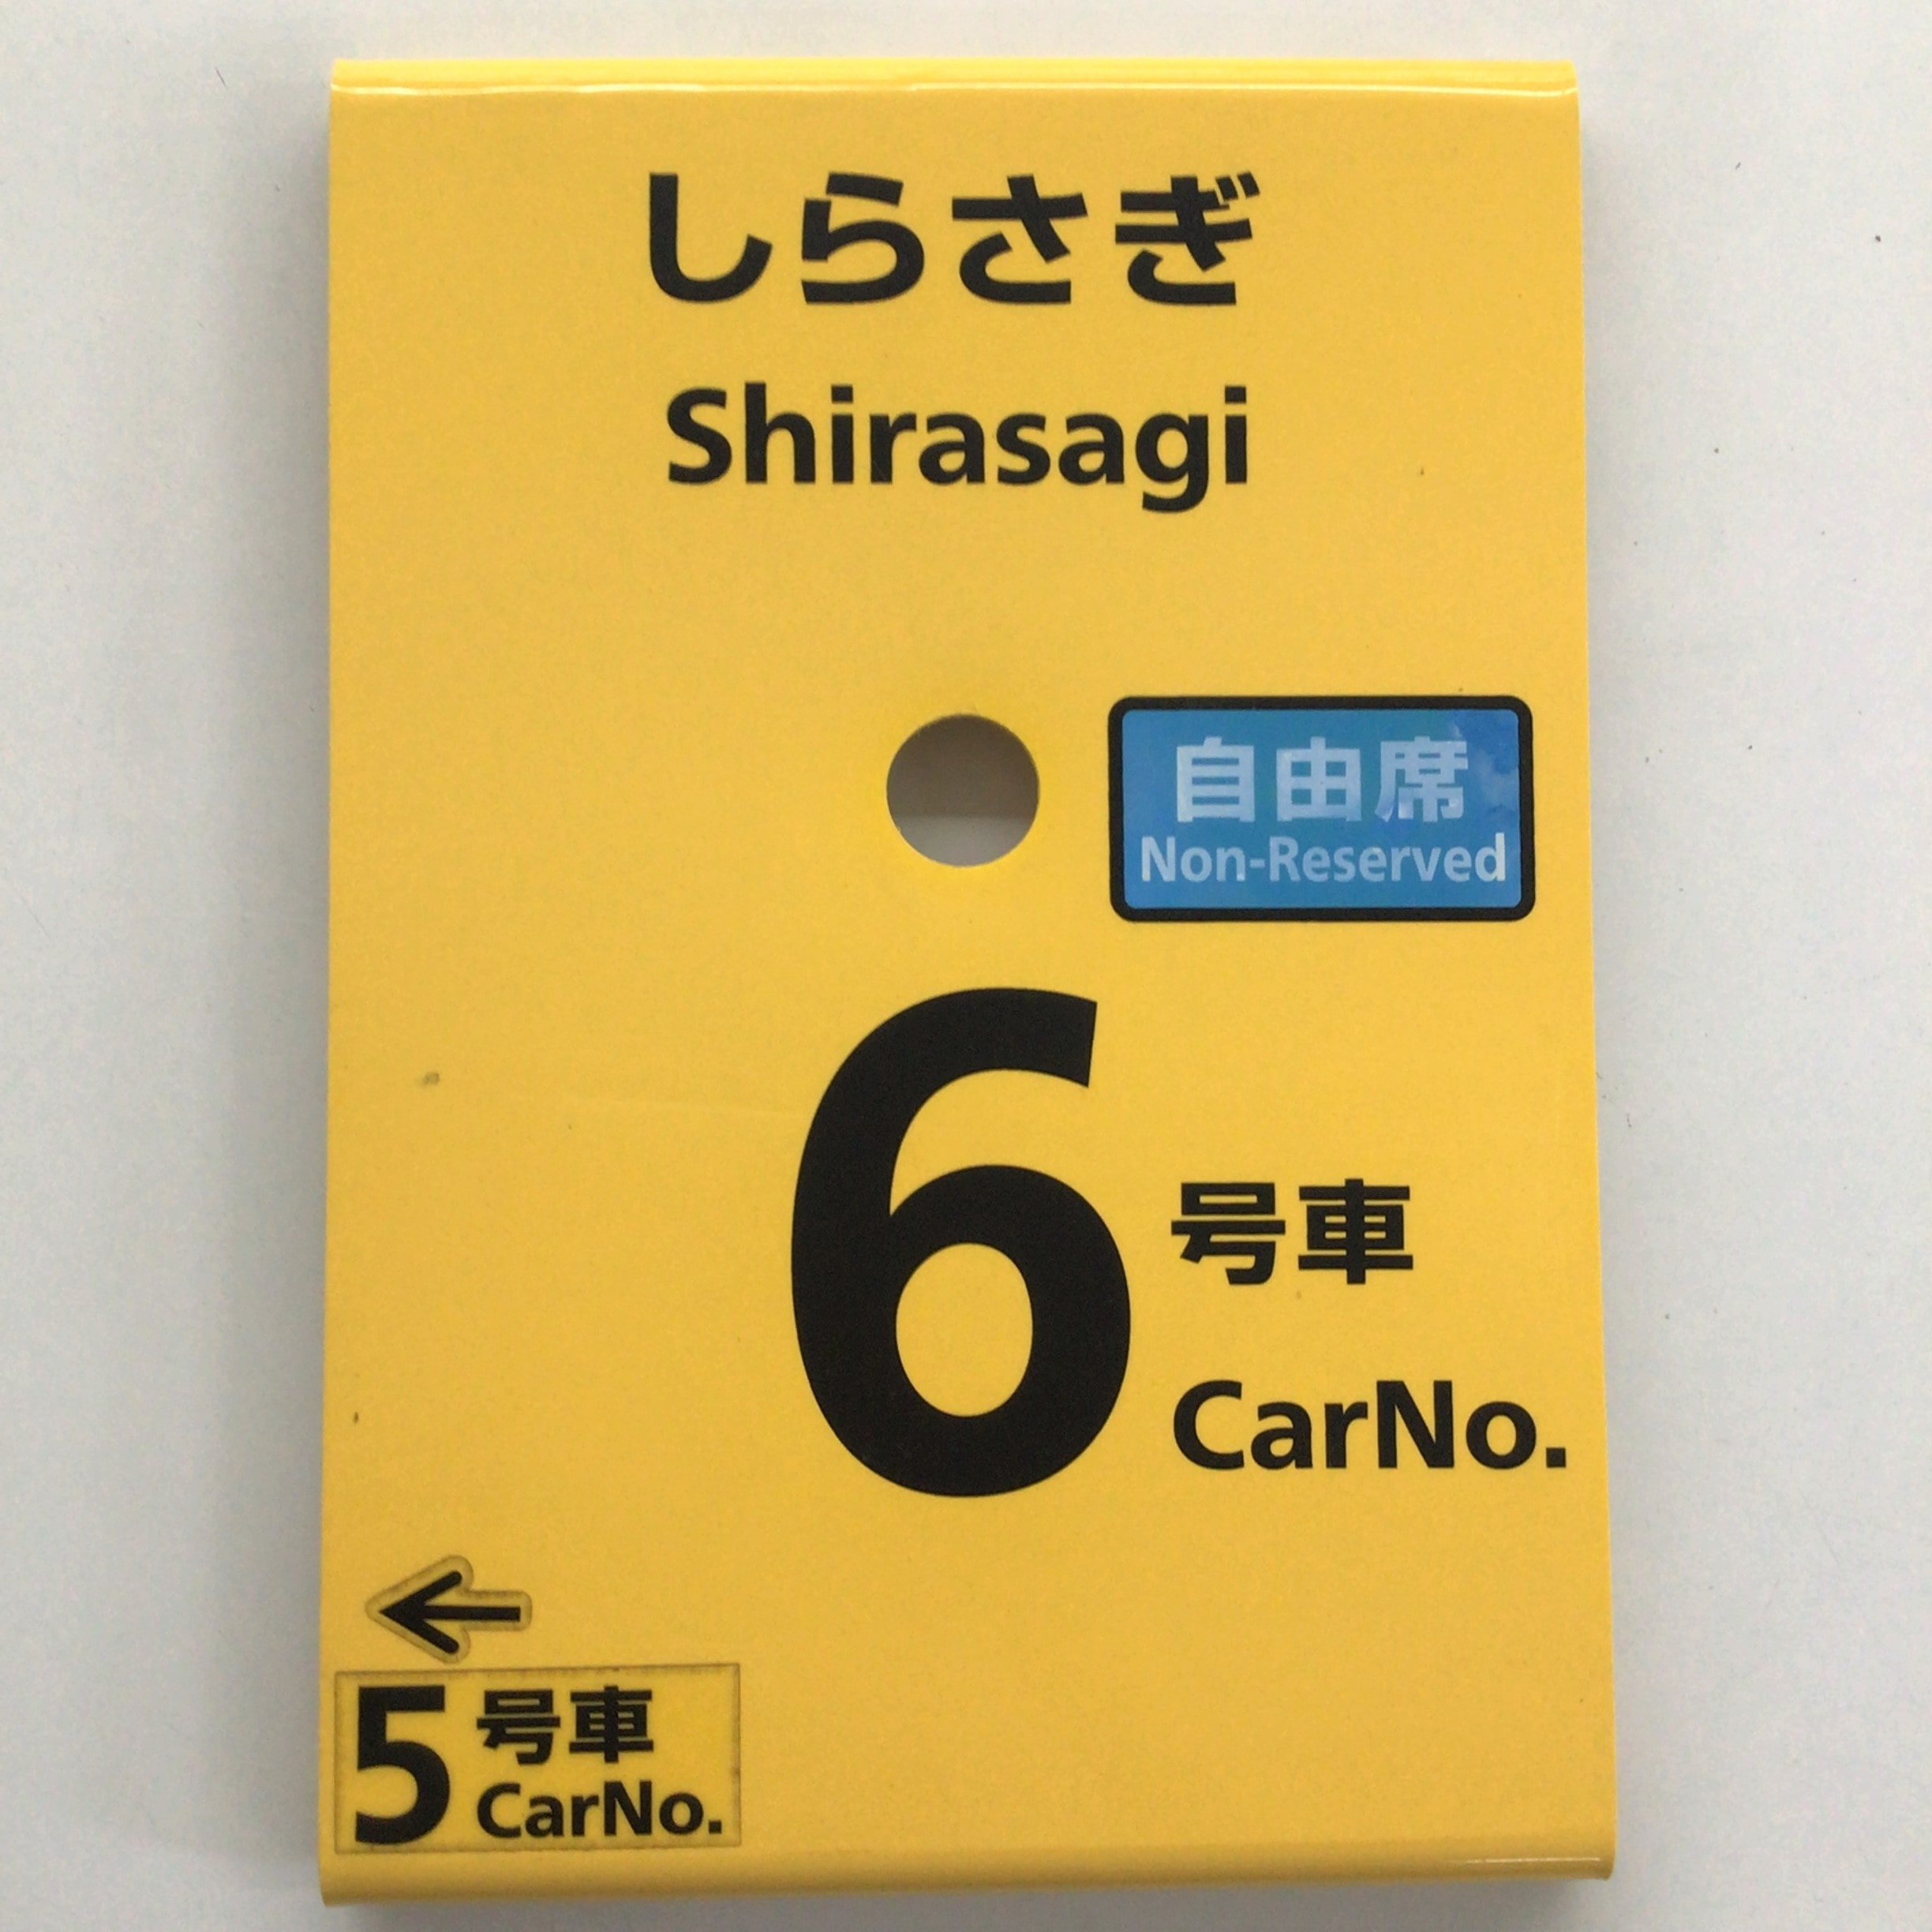 しらさぎ
Shirasagi
自由席
Non-Reserved
6 号車
CarNo.
←
5 号車
CarNo.